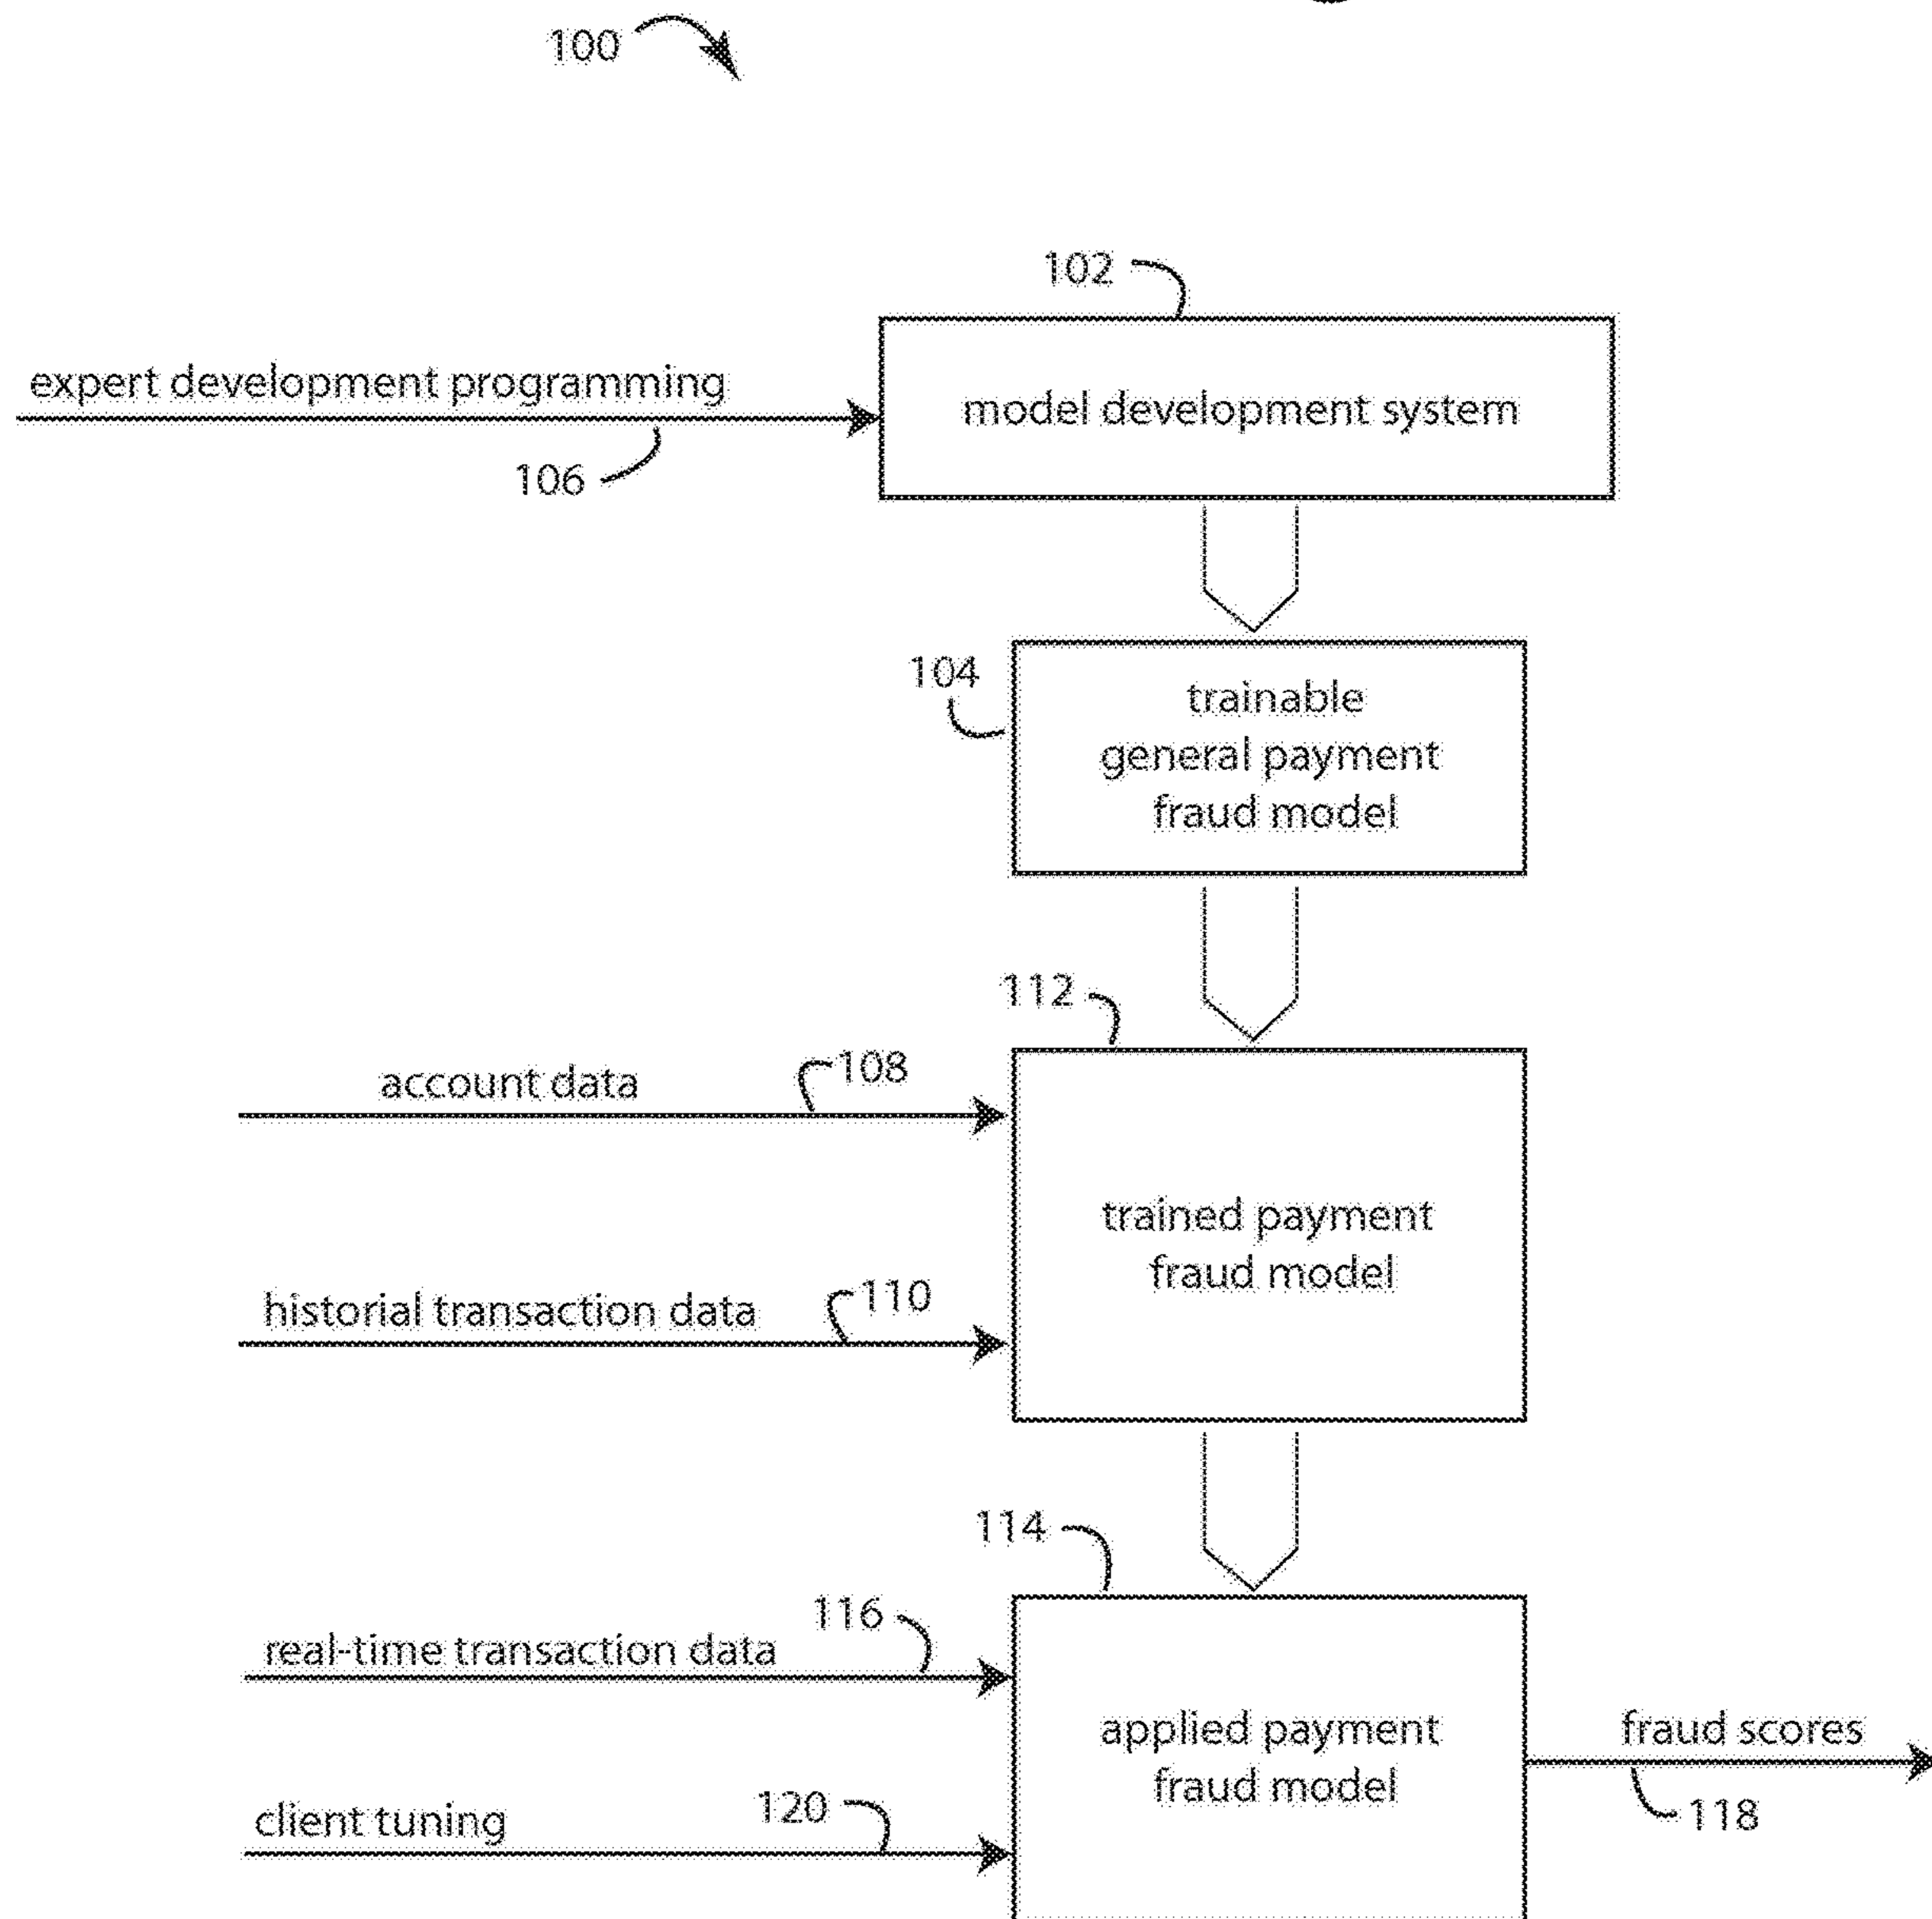 100
102
expert development programming
model development system
106
104
trainable
general payment
fraud model
112
account data
108
trained payment
fraud model
historial transaction data
110
114
116
real-time transaction data
applied payment
fraud model
fraud scores
118
client tuning
120